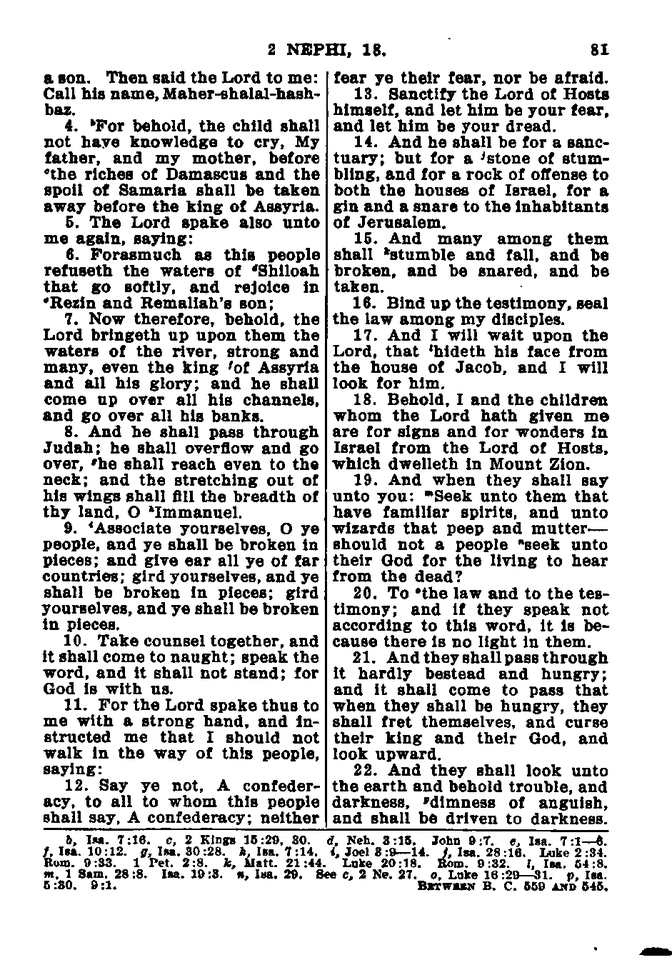 2 NEPHI, 18. 81
a son. Then said the Lord to me:
Call his name, Maher-shalal-hash-
baz.
4. ᵇFor behold, the child shall
not have knowledge to cry, My
father, and my mother, before
ᶜthe riches of Damascus and the
spoil of Samaria shall be taken
away before the king of Assyria.
5. The Lord spake also unto
me again, saying:
6. Forasmuch as this people
refuseth the waters of ᵈShiloah
that go softly, and rejoice in
ᵉRezin and Remaliah's son;
7. Now therefore, behold, the
Lord bringeth up upon them the
waters of the river, strong and
many, even the king ᶠof Assyria
and all his glory; and he shall
come up over all his channels,
and go over all his banks.
8. And he shall pass through
Judah; he shall overflow and go
over, ᵍhe shall reach even to the
neck; and the stretching out of
his wings shall fill the breadth of
thy land, O ʰImmanuel.
9. ⁱAssociate yourselves, O ye
people, and ye shall be broken in
pieces; and give ear all ye of far
countries; gird yourselves, and ye
shall be broken in pieces; gird
yourselves, and ye shall be broken
in pieces.
10. Take counsel together, and
it shall come to naught; speak the
word, and it shall not stand; for
God is with us.
11. For the Lord spake thus to
me with a strong hand, and in-
structed me that I should not
walk in the way of this people,
saying:
12. Say ye not, A confeder-
acy, to all to whom this people
shall say, A confederacy; neither
fear ye their fear, nor be afraid.
13. Sanctify the Lord of Hosts
himself, and let him be your fear,
and let him be your dread.
14. And he shall be for a sanc-
tuary; but for a ʲstone of stum-
bling, and for a rock of offense to
both the houses of Israel, for a
gin and a snare to the inhabitants
of Jerusalem.
15. And many among them
shall ᵏstumble and fall, and be
broken, and be snared, and be
taken.
16. Bind up the testimony, seal
the law among my disciples.
17. And I will wait upon the
Lord, that ˡhideth his face from
the house of Jacob, and I will
look for him.
18. Behold, I and the children
whom the Lord hath given me
are for signs and for wonders in
Israel from the Lord of Hosts,
which dwelleth in Mount Zion.
19. And when they shall say
unto you: ᵐSeek unto them that
have familiar spirits, and unto
wizards that peep and mutter—
should not a people ⁿseek unto
their God for the living to hear
from the dead?
20. To ᵒthe law and to the tes-
timony; and if they speak not
according to this word, it is be-
cause there is no light in them.
21. And they shall pass through
it hardly bestead and hungry;
and it shall come to pass that
when they shall be hungry, they
shall fret themselves, and curse
their king and their God, and
look upward.
22. And they shall look unto
the earth and behold trouble, and
darkness, ᵖdimness of anguish,
and shall be driven to darkness.
b, Isa. 7:16. c, 2 Kings 15:29, 30. d, Neh. 3:15. John 9:7. e, Isa. 7:1—6.
f, Isa. 10:12. g, Isa. 30:28. h, Isa. 7:14. i, Joel 3:9—14. j, Isa. 28:16. Luke 2:34.
Rom. 9:33. 1 Pet. 2:8. k, Matt. 21:44. Luke 20:18. Rom. 9:32. l, Isa. 54:8.
m, 1 Sam. 28:8. Isa. 19:3. n, Isa. 29. See c, 2 Ne. 27. o, Luke 16:29—31. p, Isa.
5:30. 9:1. BETWEEN B. C. 559 AND 545.